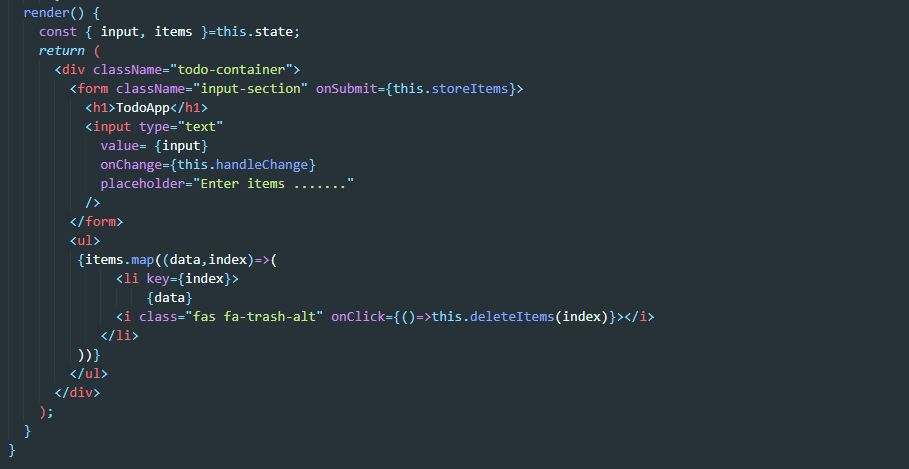 render() {
const { input, items }=this.state;
return (
<div className="todo-container">
<form className="input-section" onSubmit={this.storeItems}>
<h1>TodoApp</h1>
<input type="text"
value= {input}
onChange={this.handleChange}
placeholder="Enter items ......."
/>
</form>
<ul>
{items.map((data,index)=>(
<li key={index}>
{data}
<i class="fas fa-trash-alt" onClick={()=>this.deleteItems(index)}></i>
</li>
))}
</ul>
</div>
);
}
}